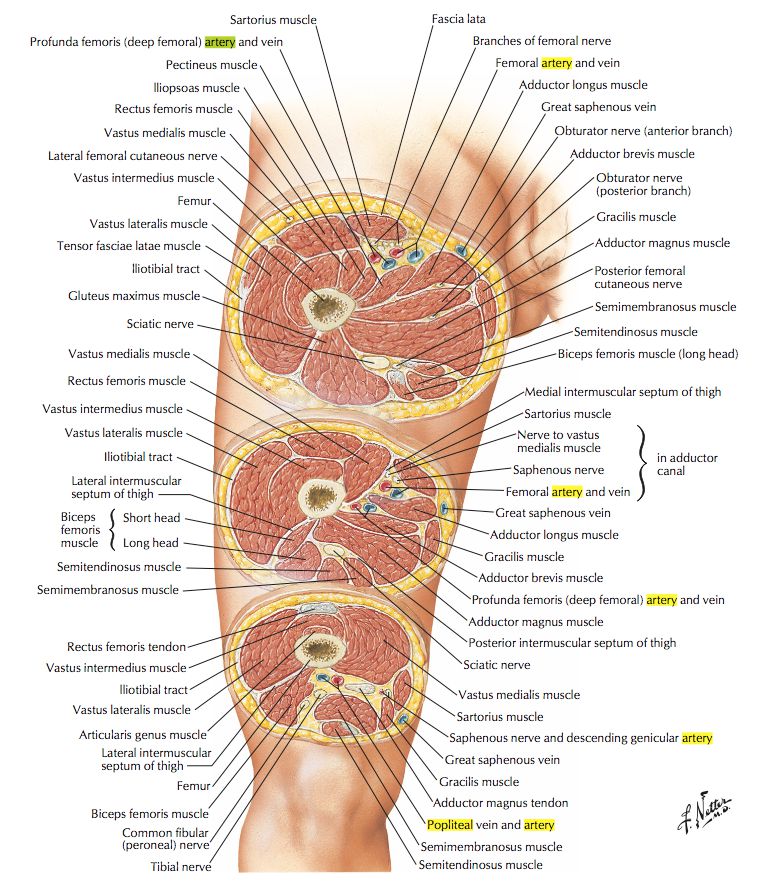 Sartorius muscle
Profunda femoris (deep femoral) artery and vein
Pectineus muscle
Iliopsoas muscle
Rectus femoris muscle
Vastus medialis muscle
Lateral femoral cutaneous nerve
Vastus intermedius muscle
Femur
Vastus lateralis muscle
Tensor fasciae latae muscle
Iliotibial tract
Gluteus maximus muscle
Sciatic nerve
Fascia lata
Branches of femoral nerve
Femoral artery and vein
Adductor longus muscle
Great saphenous vein
Obturator nerve (anterior branch)
Adductor brevis muscle
Obturator nerve
(posterior branch)
Gracilis muscle
Adductor magnus muscle
Posterior femoral
cutaneous nerve
Semimembranosus muscle
Semitendinosus muscle
Biceps femoris muscle (long head)
Vastus medialis muscle
Rectus femoris muscle
Vastus intermedius muscle
Vastus lateralis muscle
Iliotibial tract
Lateral intermuscular
septum of thigh
Biceps
femoris
muscle
Short head
Long head
Semitendinosus muscle
Semimembranosus muscle
Medial intermuscular septum of thigh
Sartorius muscle
Nerve to vastus
medialis muscle
Saphenous nerve
Femoral artery and vein
in adductor
canal
Great saphenous vein
Adductor longus muscle
Gracilis muscle
Adductor brevis muscle
Profunda femoris (deep femoral) artery and vein
Adductor magnus muscle
Posterior intermuscular septum of thigh
Sciatic nerve
Rectus femoris tendon
Vastus intermedius muscle
Iliotibial tract
Vastus lateralis muscle
Articularis genus muscle
Lateral intermuscular
septum of thigh
Femur
Biceps femoris muscle
Common fibular
(peroneal) nerve
Tibial nerve
Vastus medialis muscle
Sartorius muscle
Saphenous nerve and descending genicular artery
Great saphenous vein
Gracilis muscle
Adductor magnus tendon
Popliteal vein and artery
Semimembranosus muscle
Semitendinosus muscle
F. Netter
M.D.